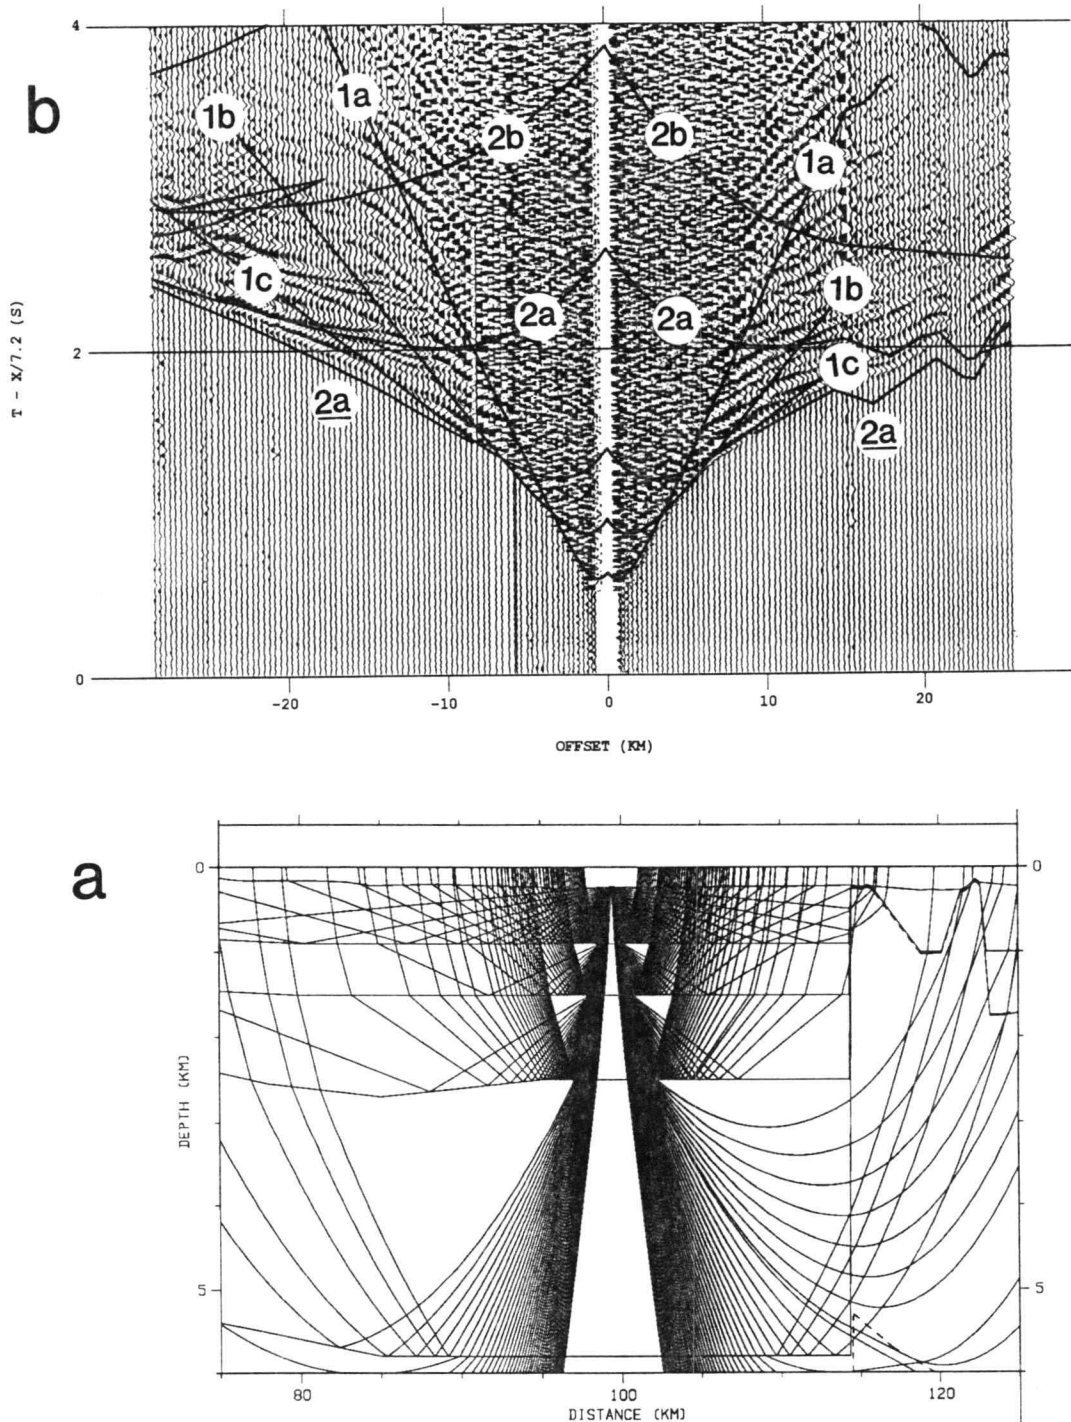 4
b
1a
1b
2b
2b
1a
1c
2a
2a
1b
1c
2
2a
2a
T - X/7.2 (S)
0
-20
-10
0
10
20
OFFSET (KM)
a
0
0
DEPTH (KM)
5
5
80
100
120
DISTANCE (KM)